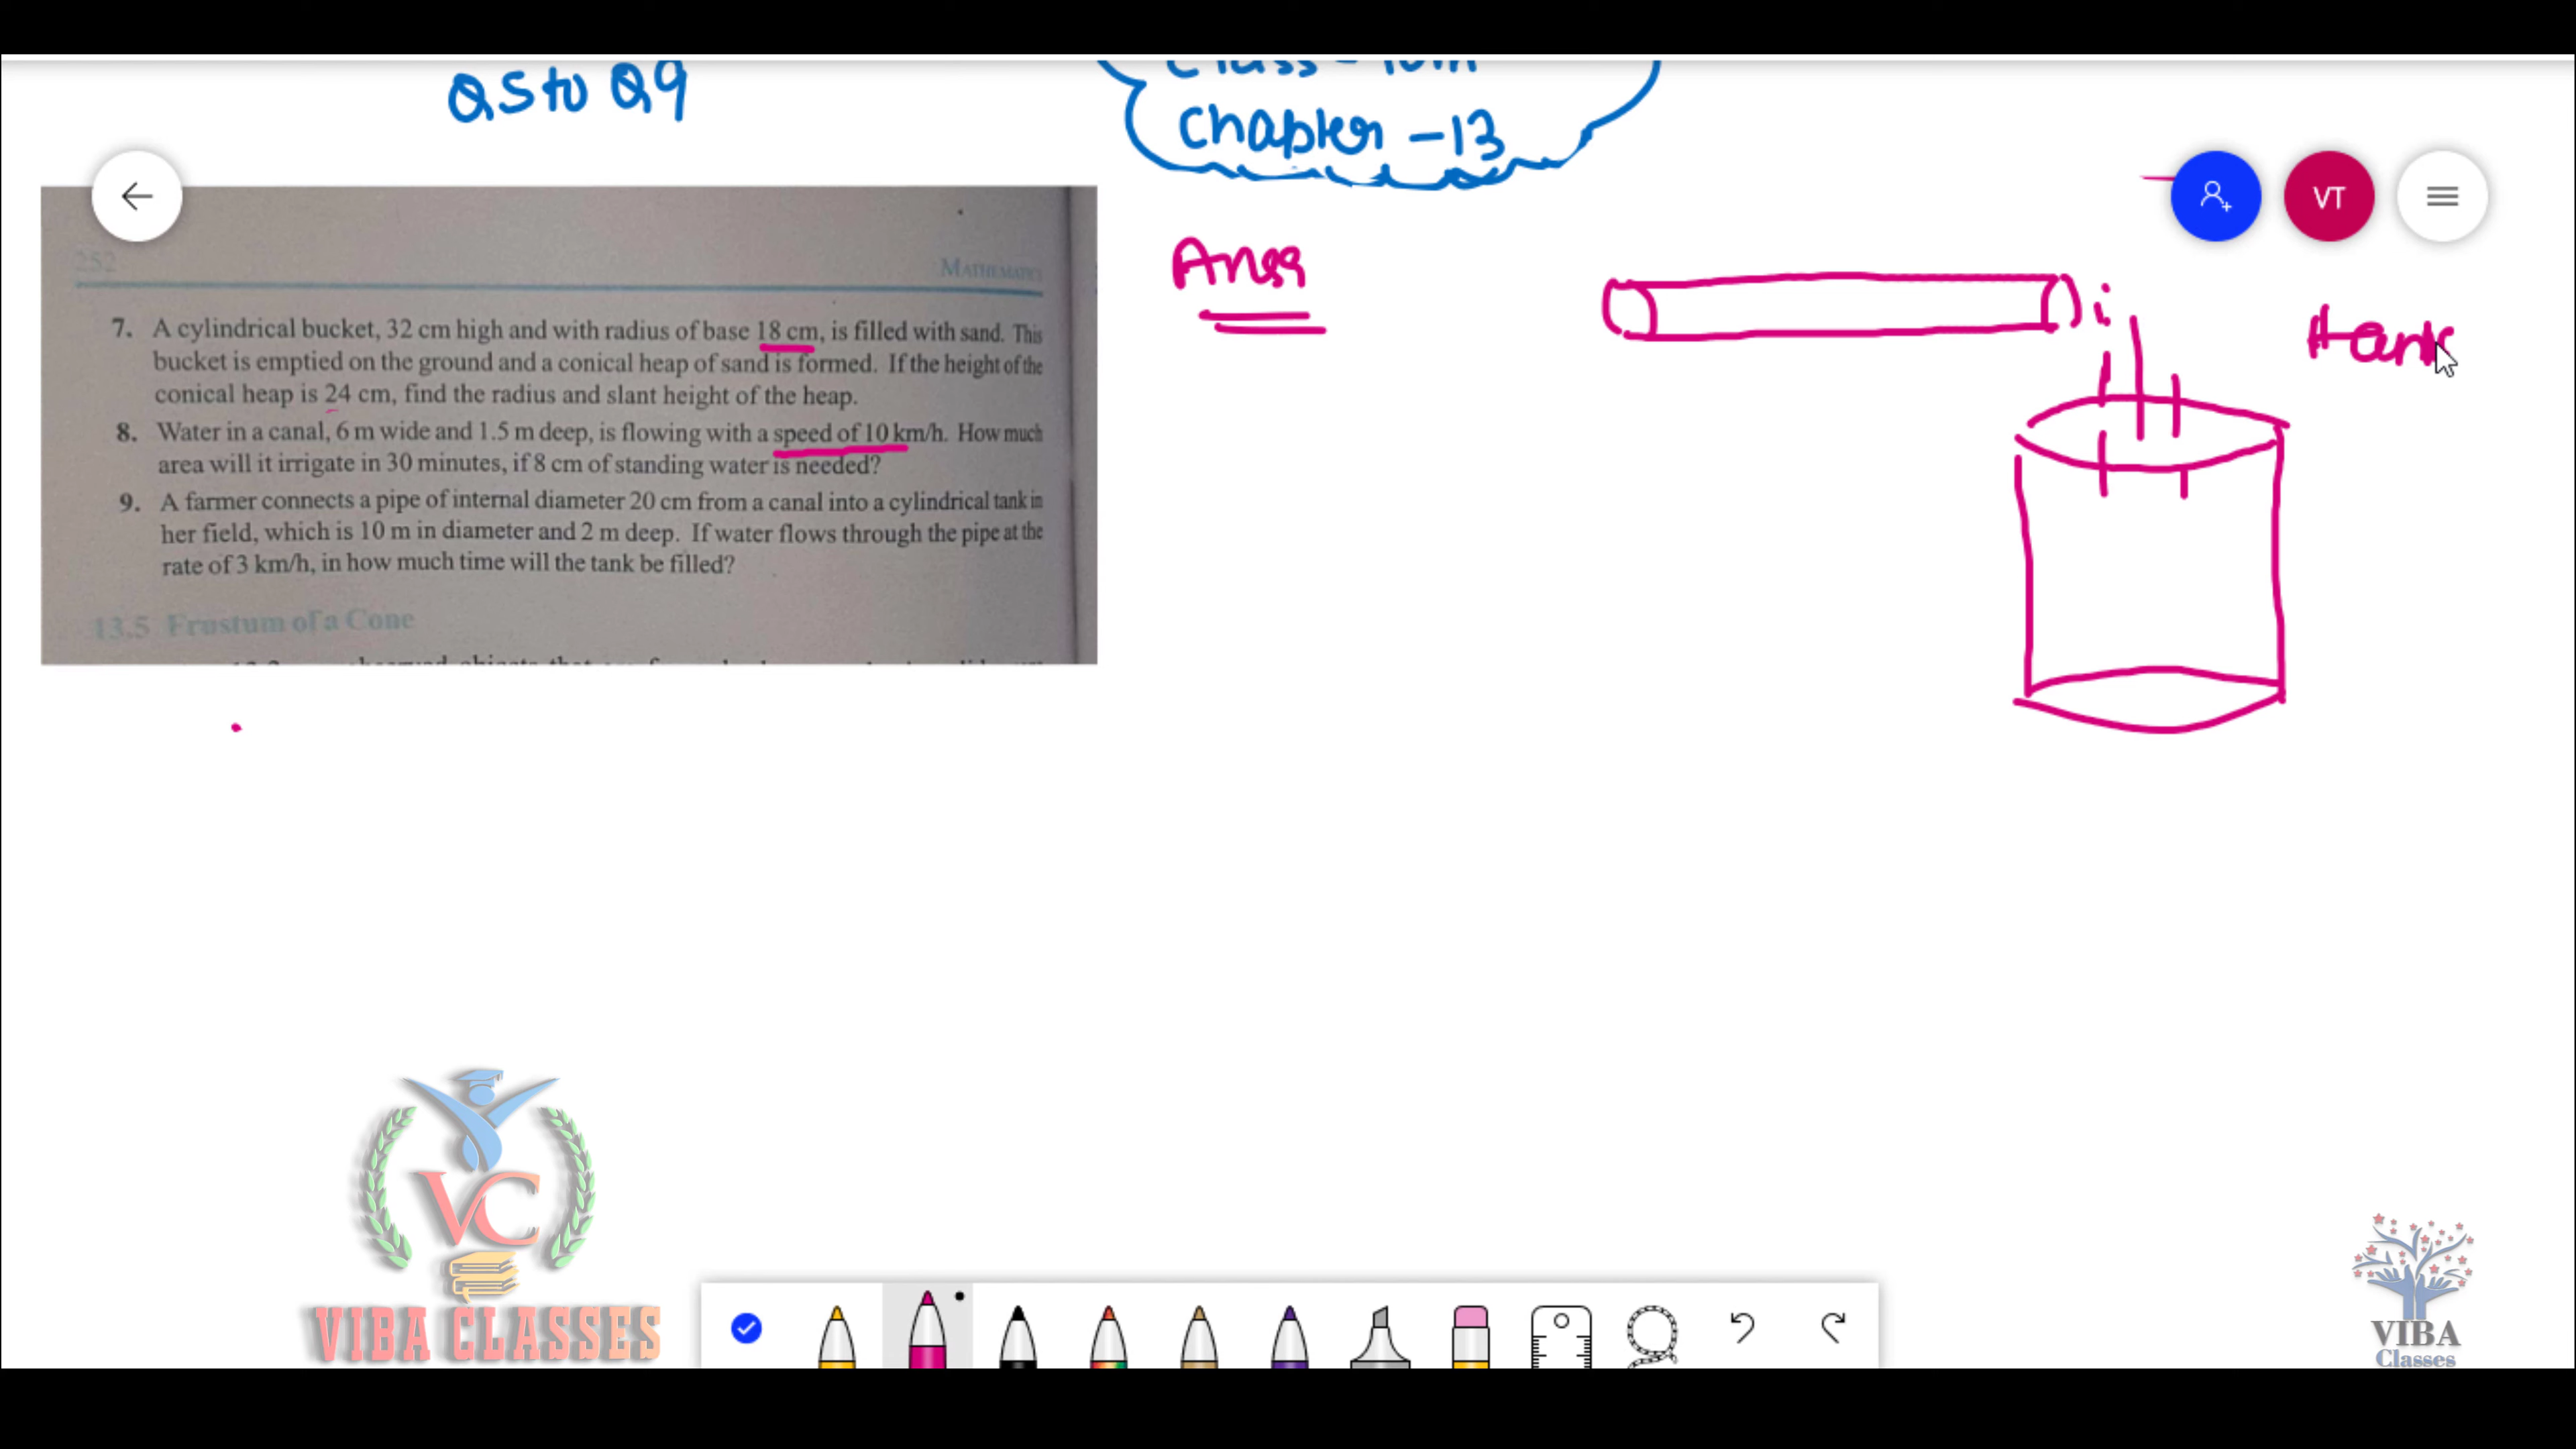 Q5 to Q9
Class - 10th
Chapter - 13
VT
252
MATHEMATICS
Ans9
tank
7. A cylindrical bucket, 32 cm high and with radius of base 18 cm, is filled with sand. This
bucket is emptied on the ground and a conical heap of sand is formed. If the height of the
conical heap is 24 cm, find the radius and slant height of the heap.
8. Water in a canal, 6 m wide and 1.5 m deep, is flowing with a speed of 10 km/h. How much
area will it irrigate in 30 minutes, if 8 cm of standing water is needed?
9. A farmer connects a pipe of internal diameter 20 cm from a canal into a cylindrical tank in
her field, which is 10 m in diameter and 2 m deep. If water flows through the pipe at the
rate of 3 km/h, in how much time will the tank be filled?
13.5 Frustum of a Cone
VC
VIBA CLASSES
VIBA
Classes